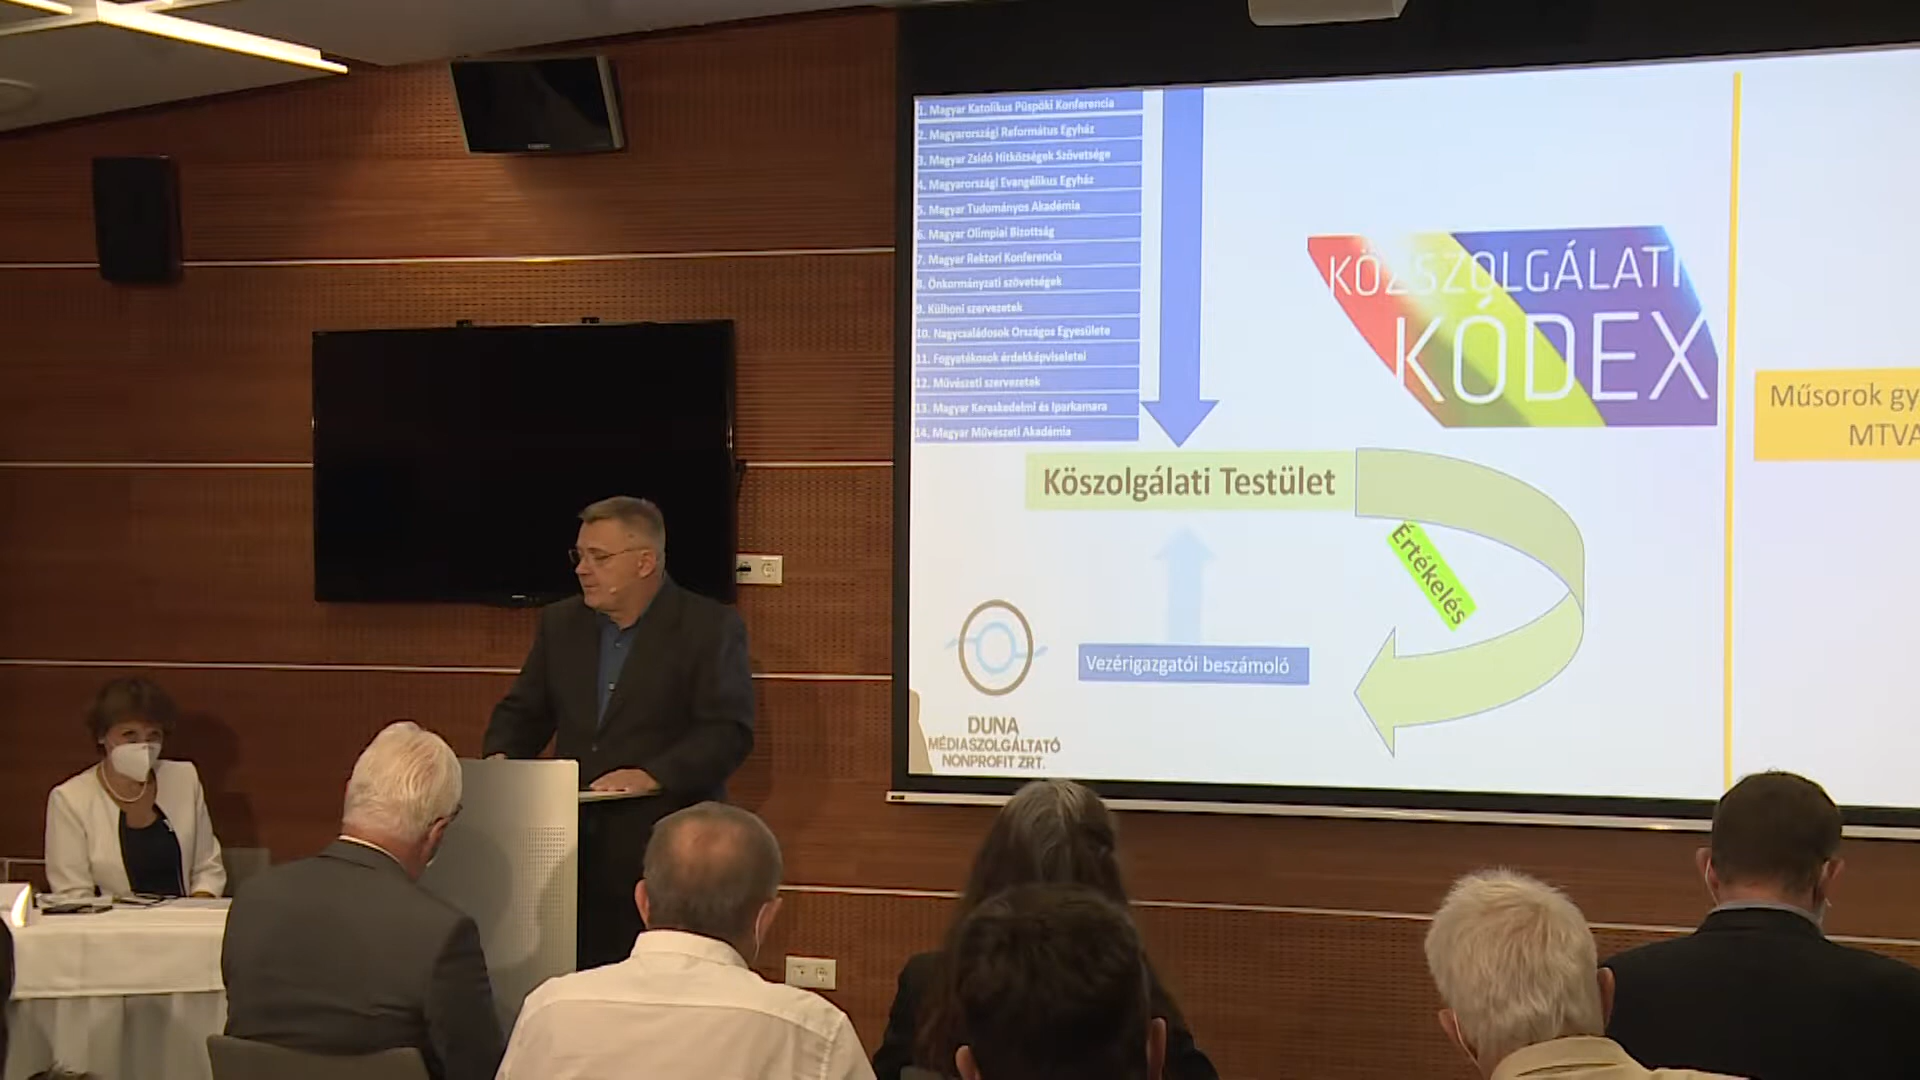 1. Magyar Katolikus Püspöki Konferencia
2. Magyarországi Református Egyház
3. Magyar Zsidó Hitközségek Szövetsége
4. Magyarországi Evangélikus Egyház
5. Magyar Tudományos Akadémia
6. Magyar Olimpiai Bizottság
7. Magyar Rektori Konferencia
8. Önkormányzati szövetségek
9. Külhoni szervezetek
10. Nagycsaládosok Országos Egyesülete
11. Fogyatékosok érdekképviseletei
12. Művészeti szervezetek
13. Magyar Kereskedelmi és Iparkamara
14. Magyar Művészeti Akadémia
KÖZSZOLGÁLATI
KÓDEX
Műsorok gy
MTVA
Köszolgálati Testület
Értékelés
Vezérigazgatói beszámoló
DUNA
MÉDIASZOLGÁLTATÓ
NONPROFIT ZRT.